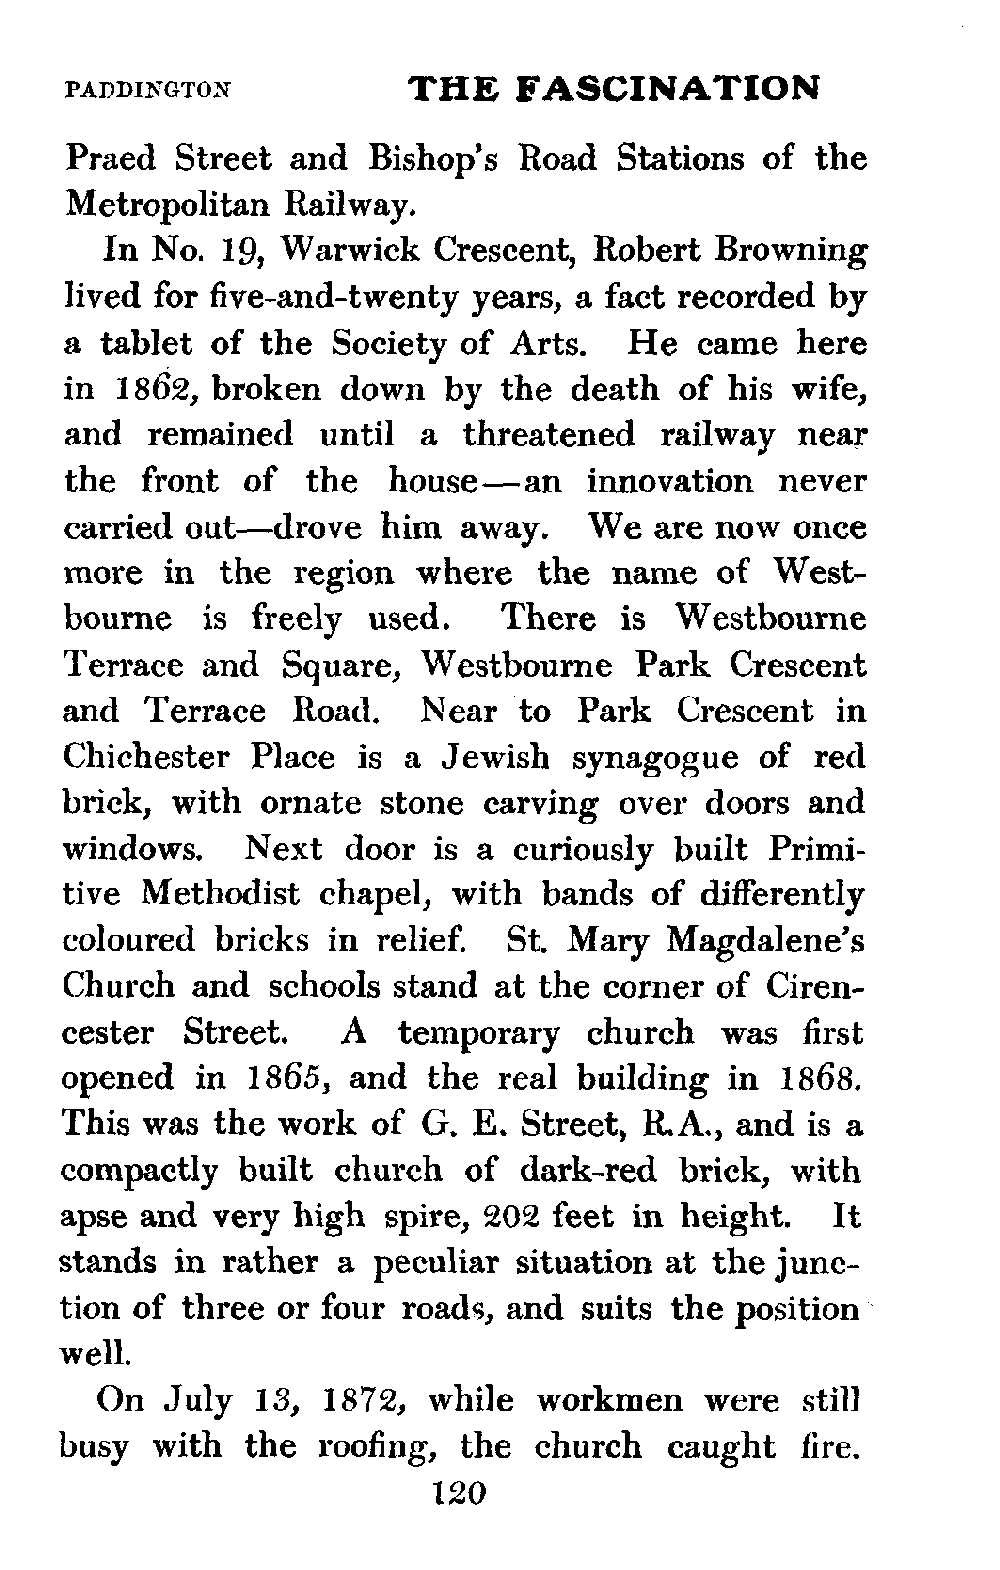 PADDINGTON THE FASCINATION
Praed Street and Bishop's Road Stations of the
Metropolitan Railway.
In No. 19, Warwick Crescent, Robert Browning
lived for five-and-twenty years, a fact recorded by
a tablet of the Society of Arts. He came here
in 1862, broken down by the death of his wife,
and remained until a threatened railway near
the front of the house—an innovation never
carried out—drove him away. We are now once
more in the region where the name of West-
bourne is freely used. There is Westbourne
Terrace and Square, Westbourne Park Crescent
and Terrace Road. Near to Park Crescent in
Chichester Place is a Jewish synagogue of red
brick, with ornate stone carving over doors and
windows. Next door is a curiously built Primi-
tive Methodist chapel, with bands of differently
coloured bricks in relief. St. Mary Magdalene's
Church and schools stand at the corner of Ciren-
cester Street. A temporary church was first
opened in 1865, and the real building in 1868.
This was the work of G. E. Street, R.A., and is a
compactly built church of dark-red brick, with
apse and very high spire, 202 feet in height. It
stands in rather a peculiar situation at the junc-
tion of three or four roads, and suits the position
well.
On July 13, 1872, while workmen were still
busy with the roofing, the church caught fire.
120